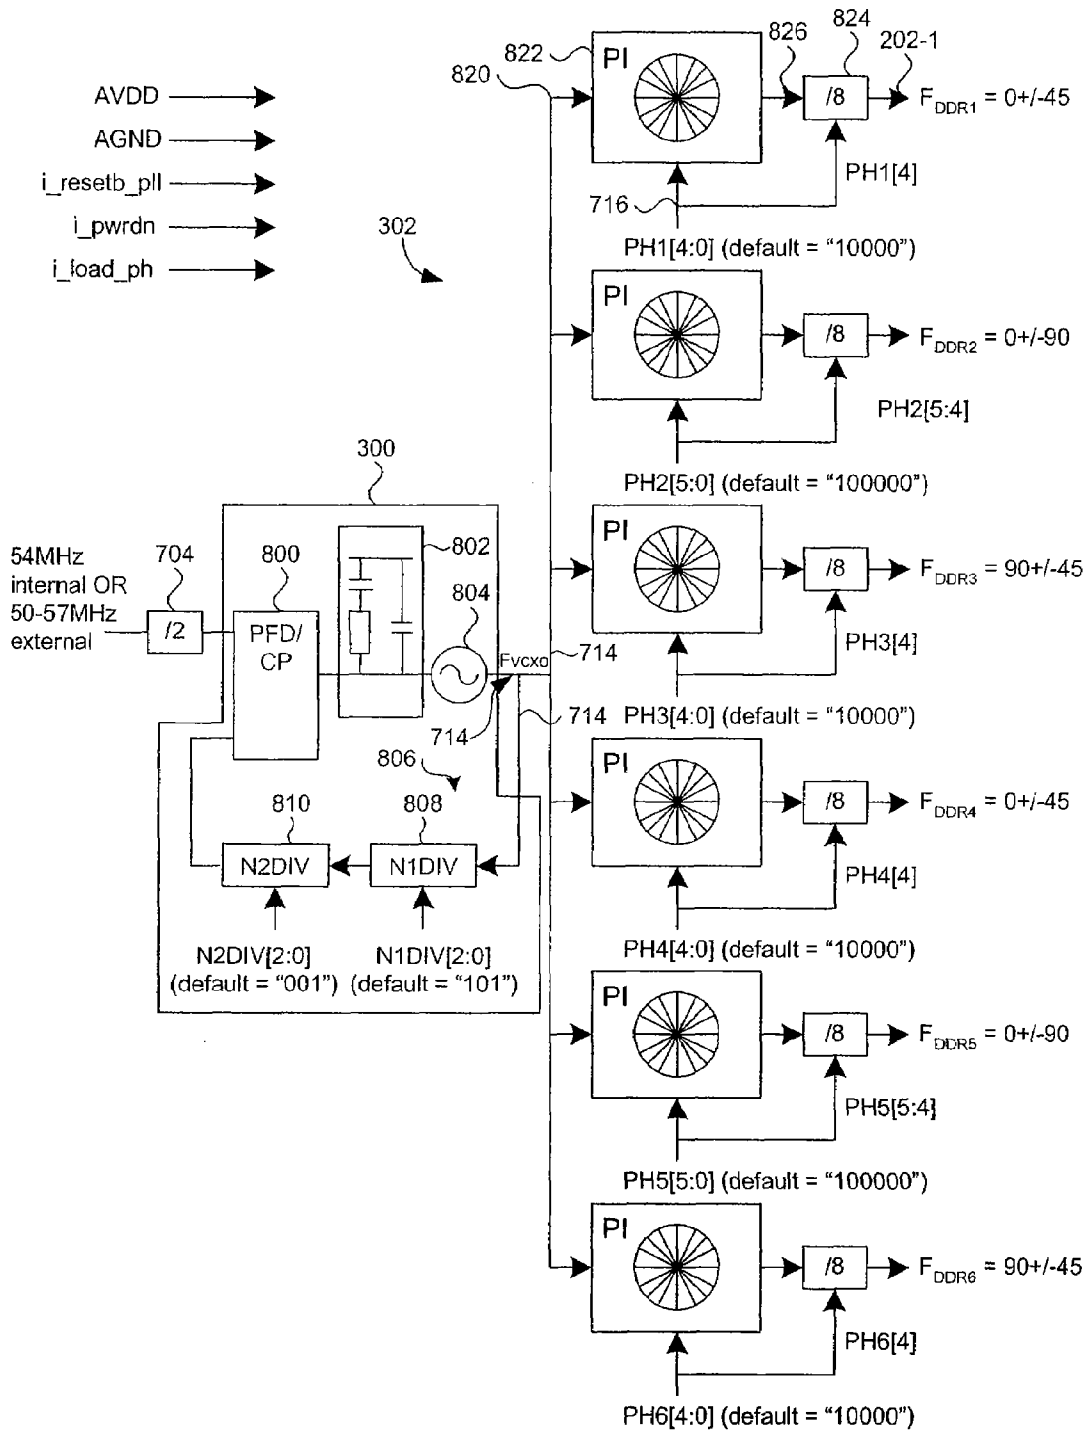 AVDD
AGND
i_resetb_pll
i_pwrdn
i_load_ph
302
820
822
PI
826
824
202-1
/8
F_DDR1 = 0+/-45
716
PH1[4]
PH1[4:0] (default = "10000")
PI
/8
F_DDR2 = 0+/-90
PH2[5:4]
PH2[5:0] (default = "100000")
300
54MHz
internal OR
50-57MHz
external
704
/2
800
PFD/
CP
802
804
Fvcxo
714
714
714
806
810
N2DIV
808
N1DIV
N2DIV[2:0]
(default = "001")
N1DIV[2:0]
(default = "101")
PI
/8
F_DDR3 = 90+/-45
PH3[4]
PH3[4:0] (default = "10000")
PI
/8
F_DDR4 = 0+/-45
PH4[4]
PH4[4:0] (default = "10000")
PI
/8
F_DDR5 = 0+/-90
PH5[5:4]
PH5[5:0] (default = "100000")
PI
/8
F_DDR6 = 90+/-45
PH6[4]
PH6[4:0] (default = "10000")